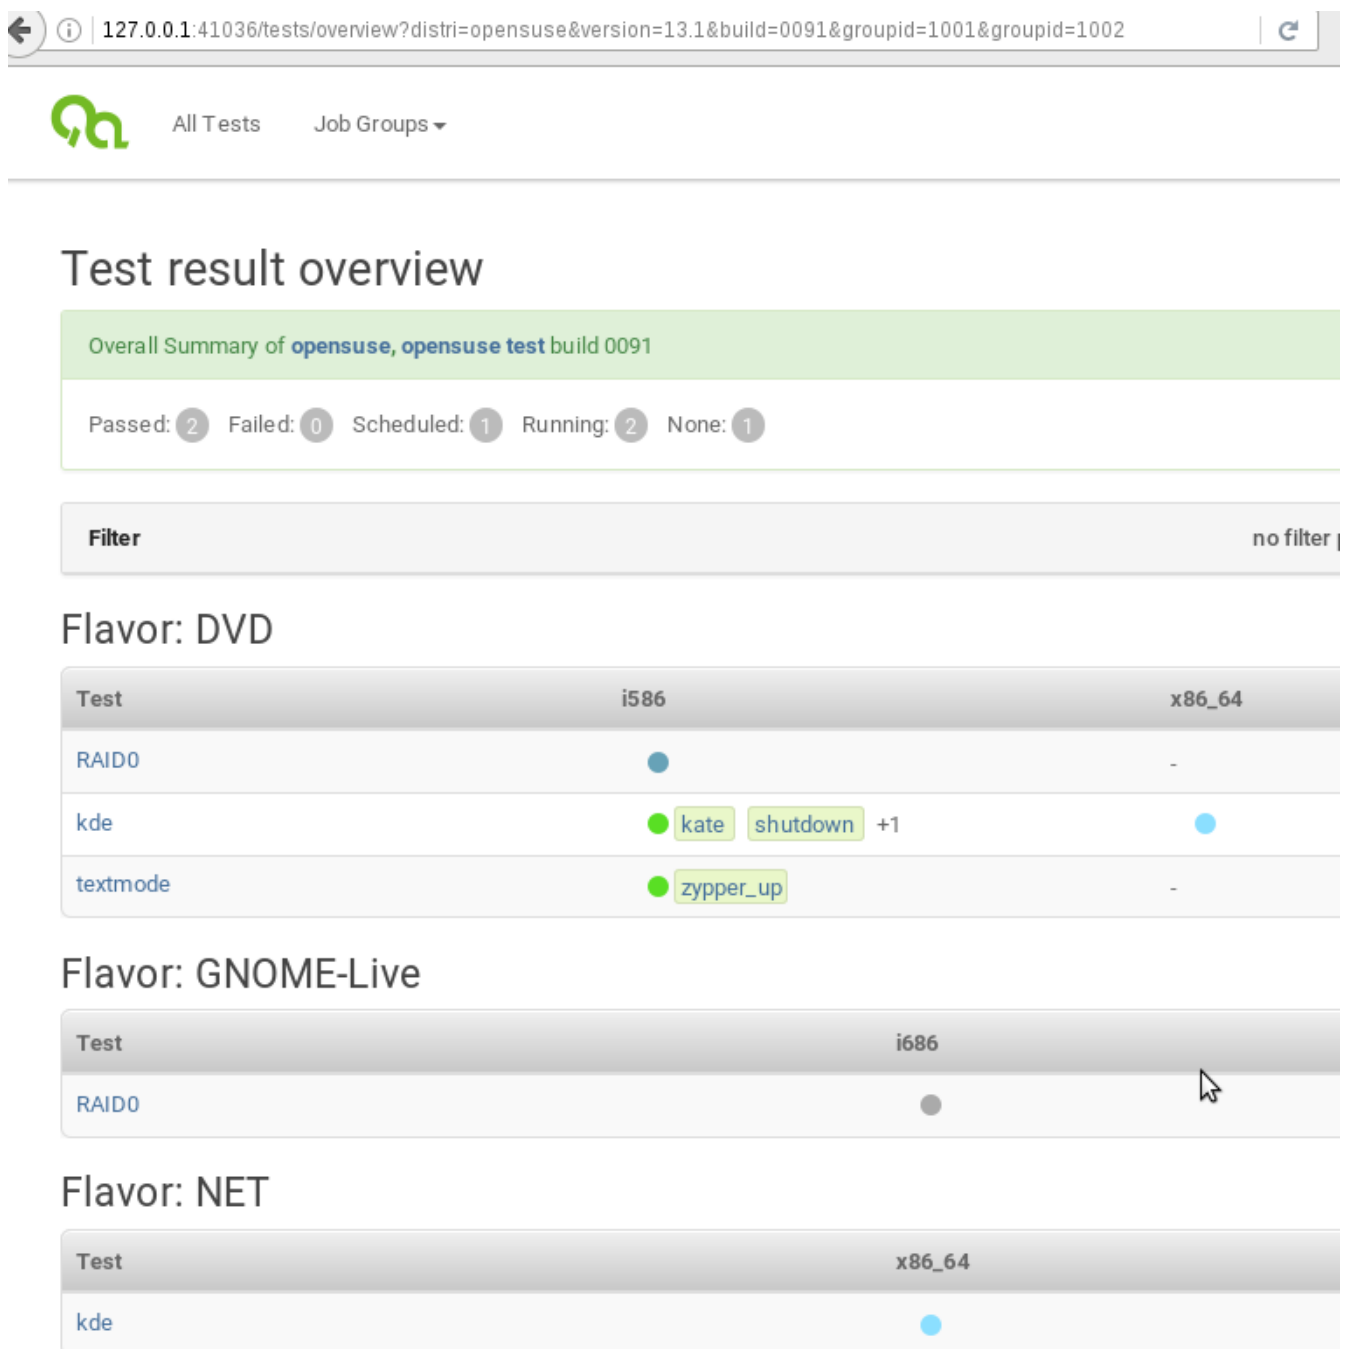 127.0.0.1:41036/tests/overview?distri=opensuse&version=13.1&build=0091&groupid=1001&groupid=1002
All Tests Job Groups
Test result overview
Overall Summary of opensuse, opensuse test build 0091
Passed: 2 Failed: 0 Scheduled: 1 Running: 2 None: 1
Filter no filter
Flavor: DVD
Test i586 x86_64
RAID0 -
kde kate shutdown +1
textmode zypper_up -
Flavor: GNOME-Live
Test i686
RAID0
Flavor: NET
Test x86_64
kde